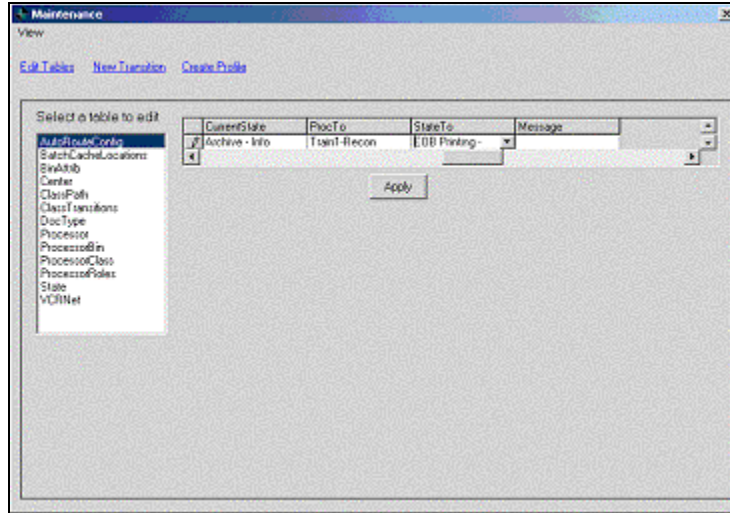 Maintenance
View
Edit Tables New Transition Create Profile
Select a table to edit
CurrentState ProcTo StateTo Message
Archive - Info Train1-Recon EOB Printing -
AutoRouteConfig
BatchCacheLocations
BinAttrib
Center
ClassPath
ClassTransitions
DocType
Processor
ProcessorBin
ProcessorClass
ProcessorRoles
State
VCRNet
Apply